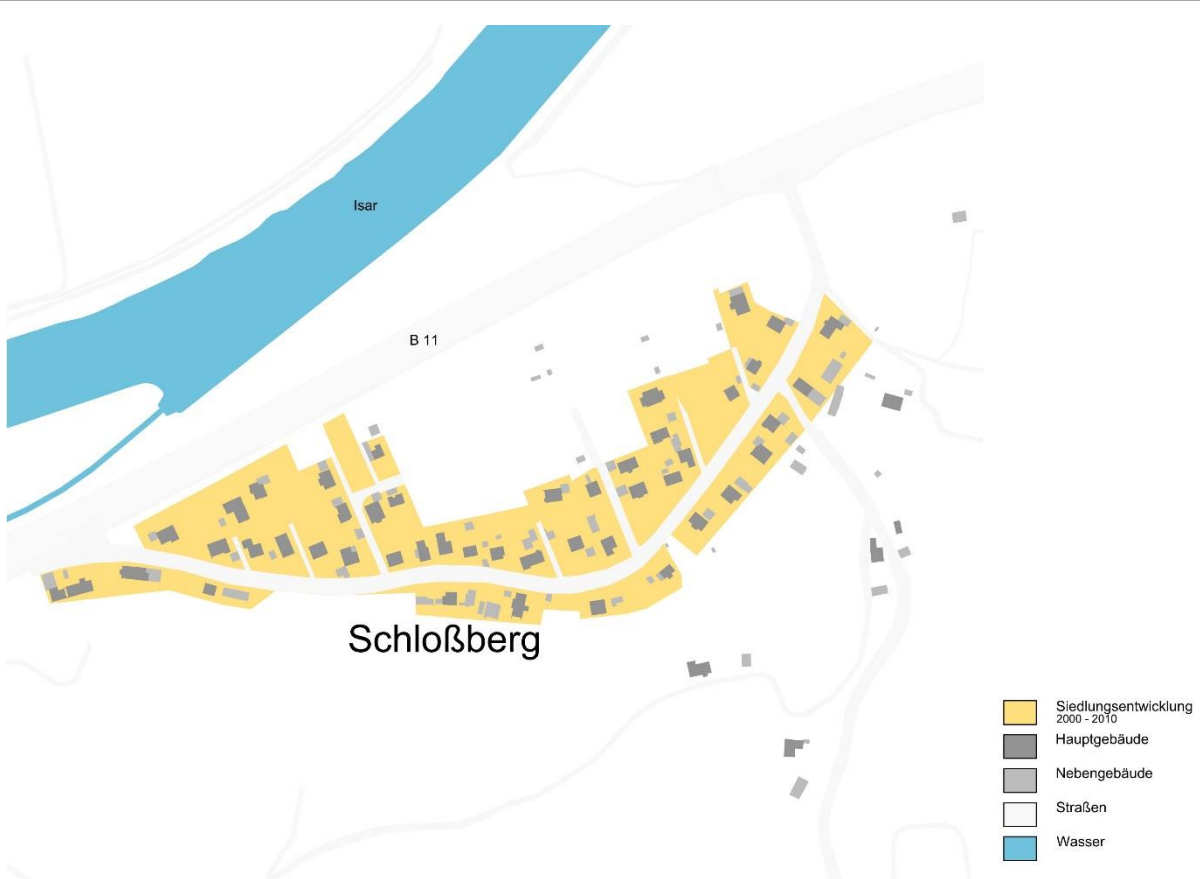 Isar
B 11
Schloßberg
Siedlungsentwicklung
2000 - 2010
Hauptgebäude
Nebengebäude
Straßen
Wasser